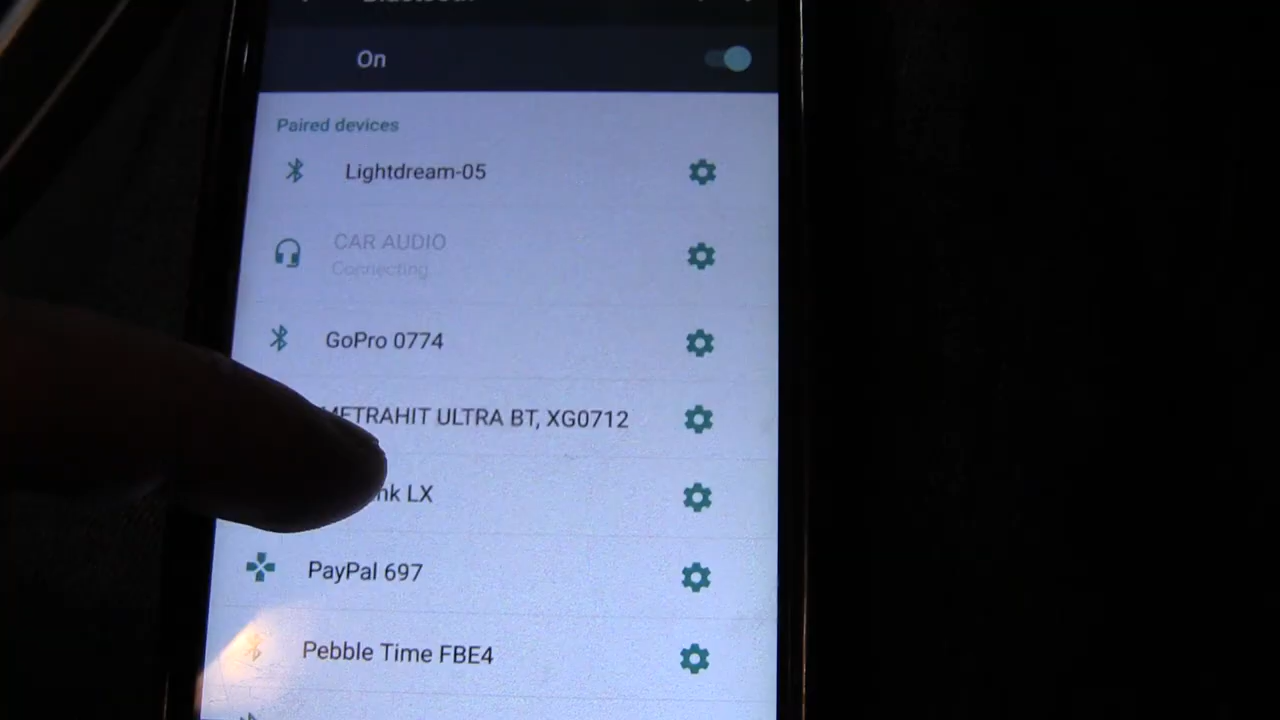 On
Paired devices
Lightdream-05
CAR AUDIO
Connecting
GoPro 0774
METRAHIT ULTRA BT, XG0712
LX
PayPal 697
Pebble Time FBE4